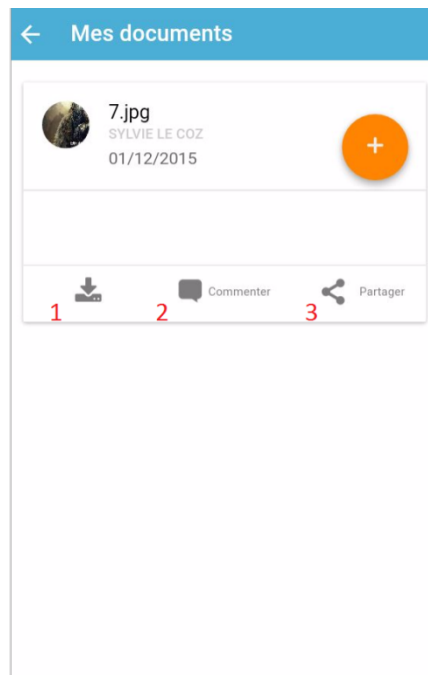 Mes documents
7.jpg
SYLVIE LE COZ
01/12/2015
+
1
2 Commenter
3 Partager